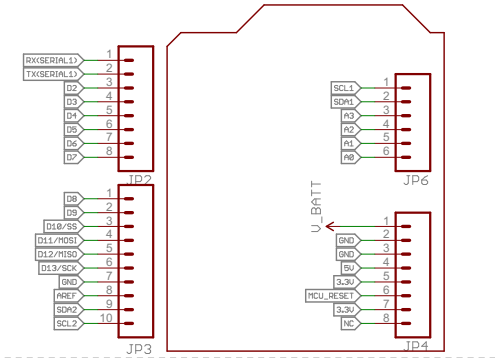 RX(SERIAL1) 1
TX(SERIAL1) 2
D2 3
D3 4
D4 5
D5 6
D6 7
D7 8
JP2
D8 1
D9 2
D10/SS 3
D11/MOSI 4
D12/MISO 5
D13/SCK 6
GND 7
AREF 8
SDA2 9
SCL2 10
JP3
SCL1 1
SDA1 2
A3 3
A2 4
A1 5
A0 6
JP6
V_BATT 1
GND 2
GND 3
5V 4
3.3V 5
MCU_RESET 6
3.3V 7
NC 8
JP4